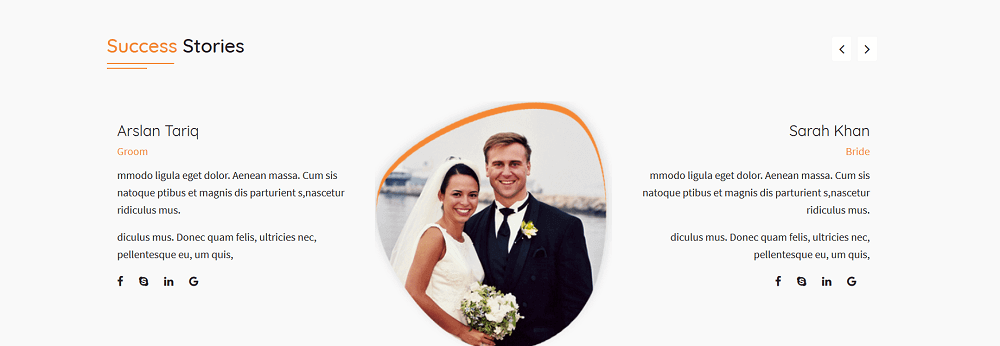 Success Stories
Arslan Tariq
Groom
mmodo ligula eget dolor. Aenean massa. Cum sis
natoque ptibus et magnis dis parturient s,nascetur
ridiculus mus.
diculus mus. Donec quam felis, ultricies nec,
pellentesque eu, um quis,
Sarah Khan
Bride
mmodo ligula eget dolor. Aenean massa. Cum sis
natoque ptibus et magnis dis parturient s,nascetur
ridiculus mus.
diculus mus. Donec quam felis, ultricies nec,
pellentesque eu, um quis,